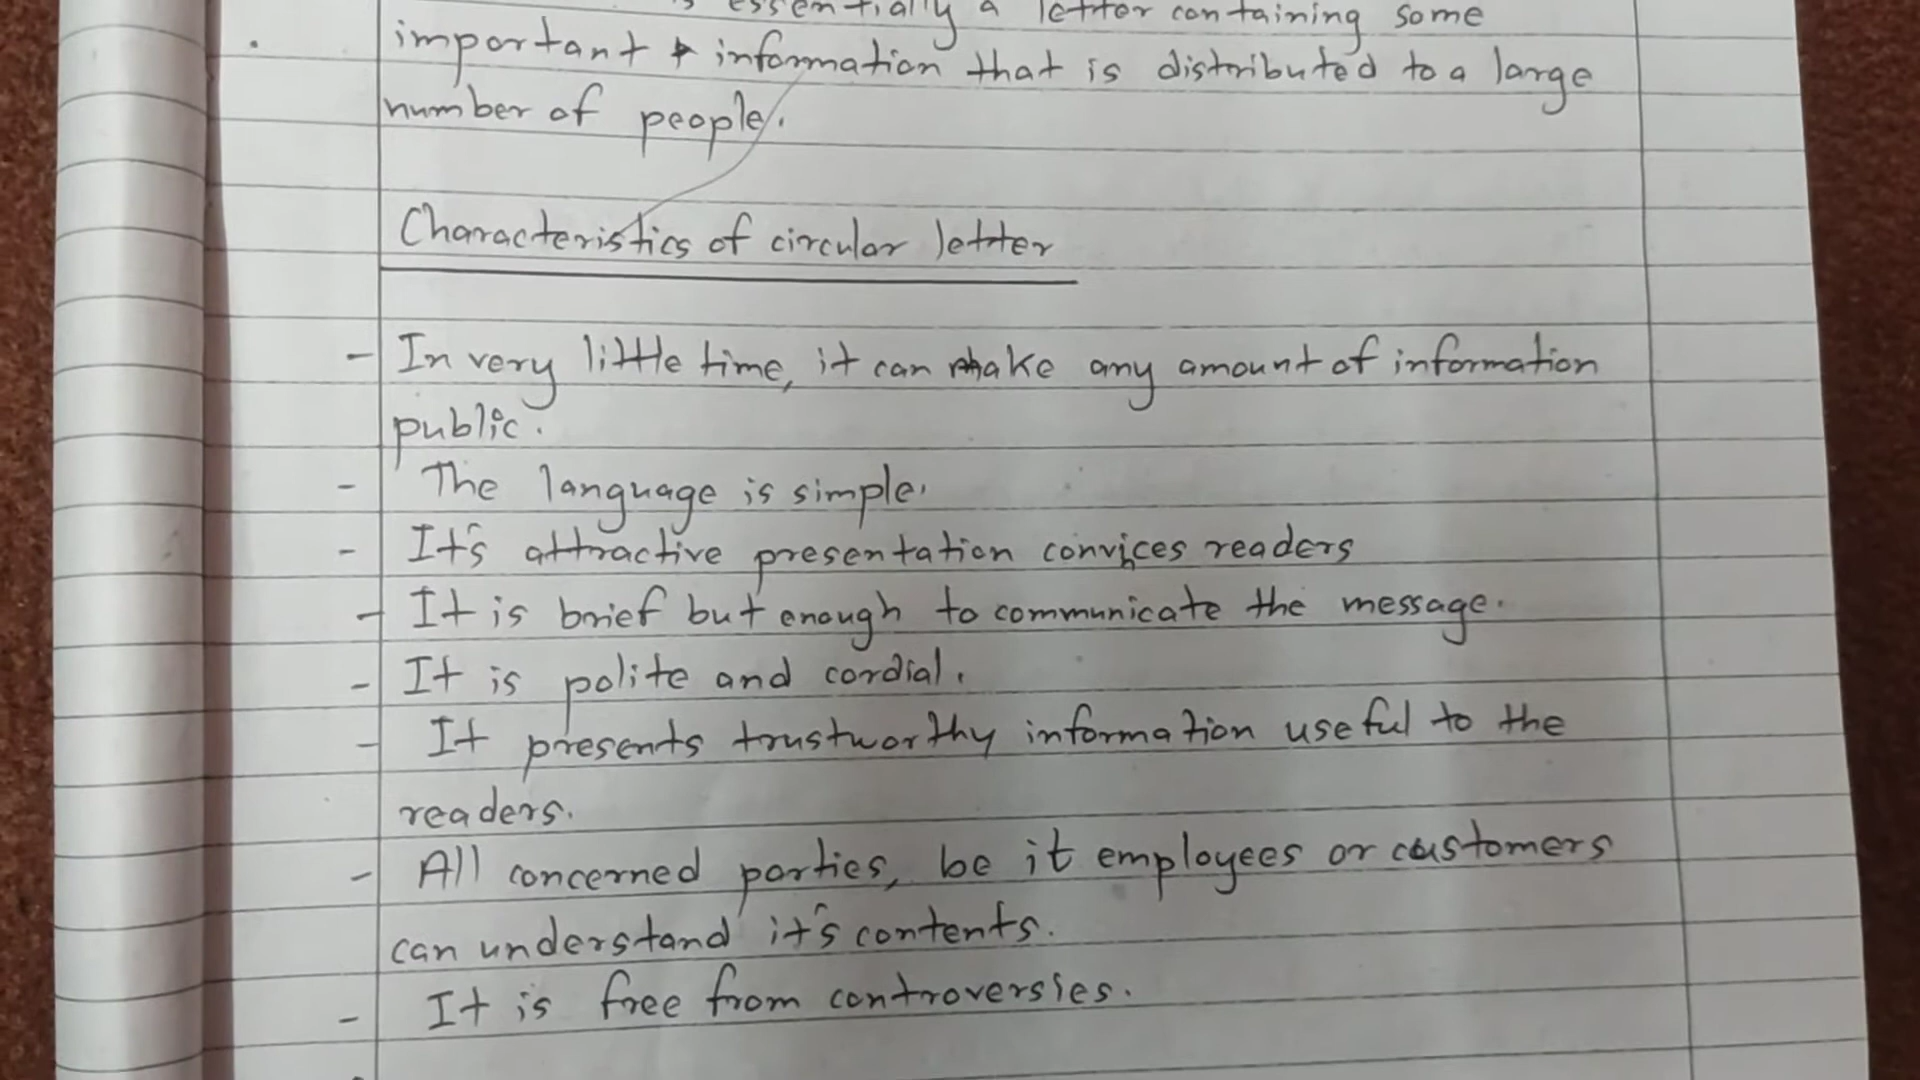 essentially a letter containing some
important information that is distributed to a large
number of people.
Characteristics of circular letter
- In very little time, it can make any amount of information
public.
- The language is simple.
- It's attractive presentation convices readers
- It is brief but enough to communicate the message.
- It is polite and cordial.
- It presents trustworthy information useful to the
readers.
- All concerned parties, be it employees or customers
can understand it's contents.
- It is free from controversies.